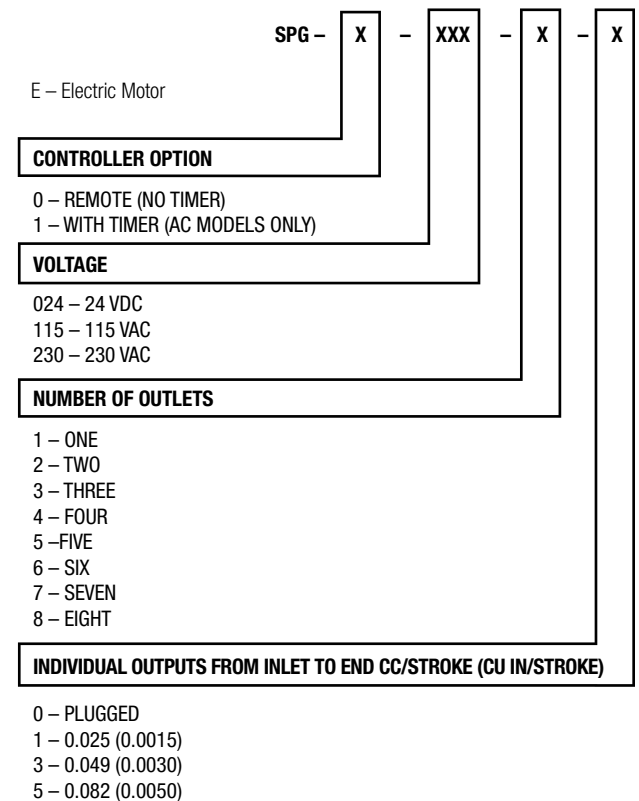 SPG – X – XXX – X – X
E – Electric Motor
CONTROLLER OPTION
0 – REMOTE (NO TIMER)
1 – WITH TIMER (AC MODELS ONLY)
VOLTAGE
024 – 24 VDC
115 – 115 VAC
230 – 230 VAC
NUMBER OF OUTLETS
1 – ONE
2 – TWO
3 – THREE
4 – FOUR
5 –FIVE
6 – SIX
7 – SEVEN
8 – EIGHT
INDIVIDUAL OUTPUTS FROM INLET TO END CC/STROKE (CU IN/STROKE)
0 – PLUGGED
1 – 0.025 (0.0015)
3 – 0.049 (0.0030)
5 – 0.082 (0.0050)